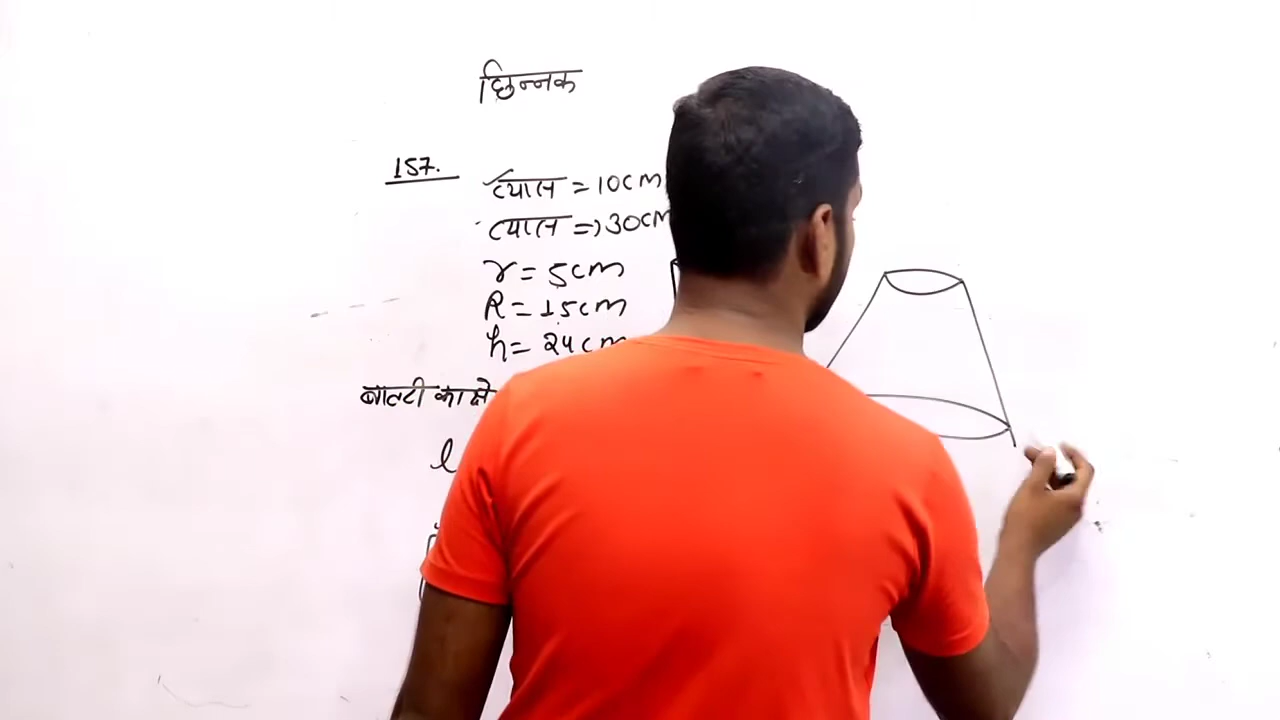 छिन्नक
157.
व्यास = 10cm
व्यास => 30cm
r = 5cm
R = 15cm
h = 24cm
बाल्टी का क्षे
l